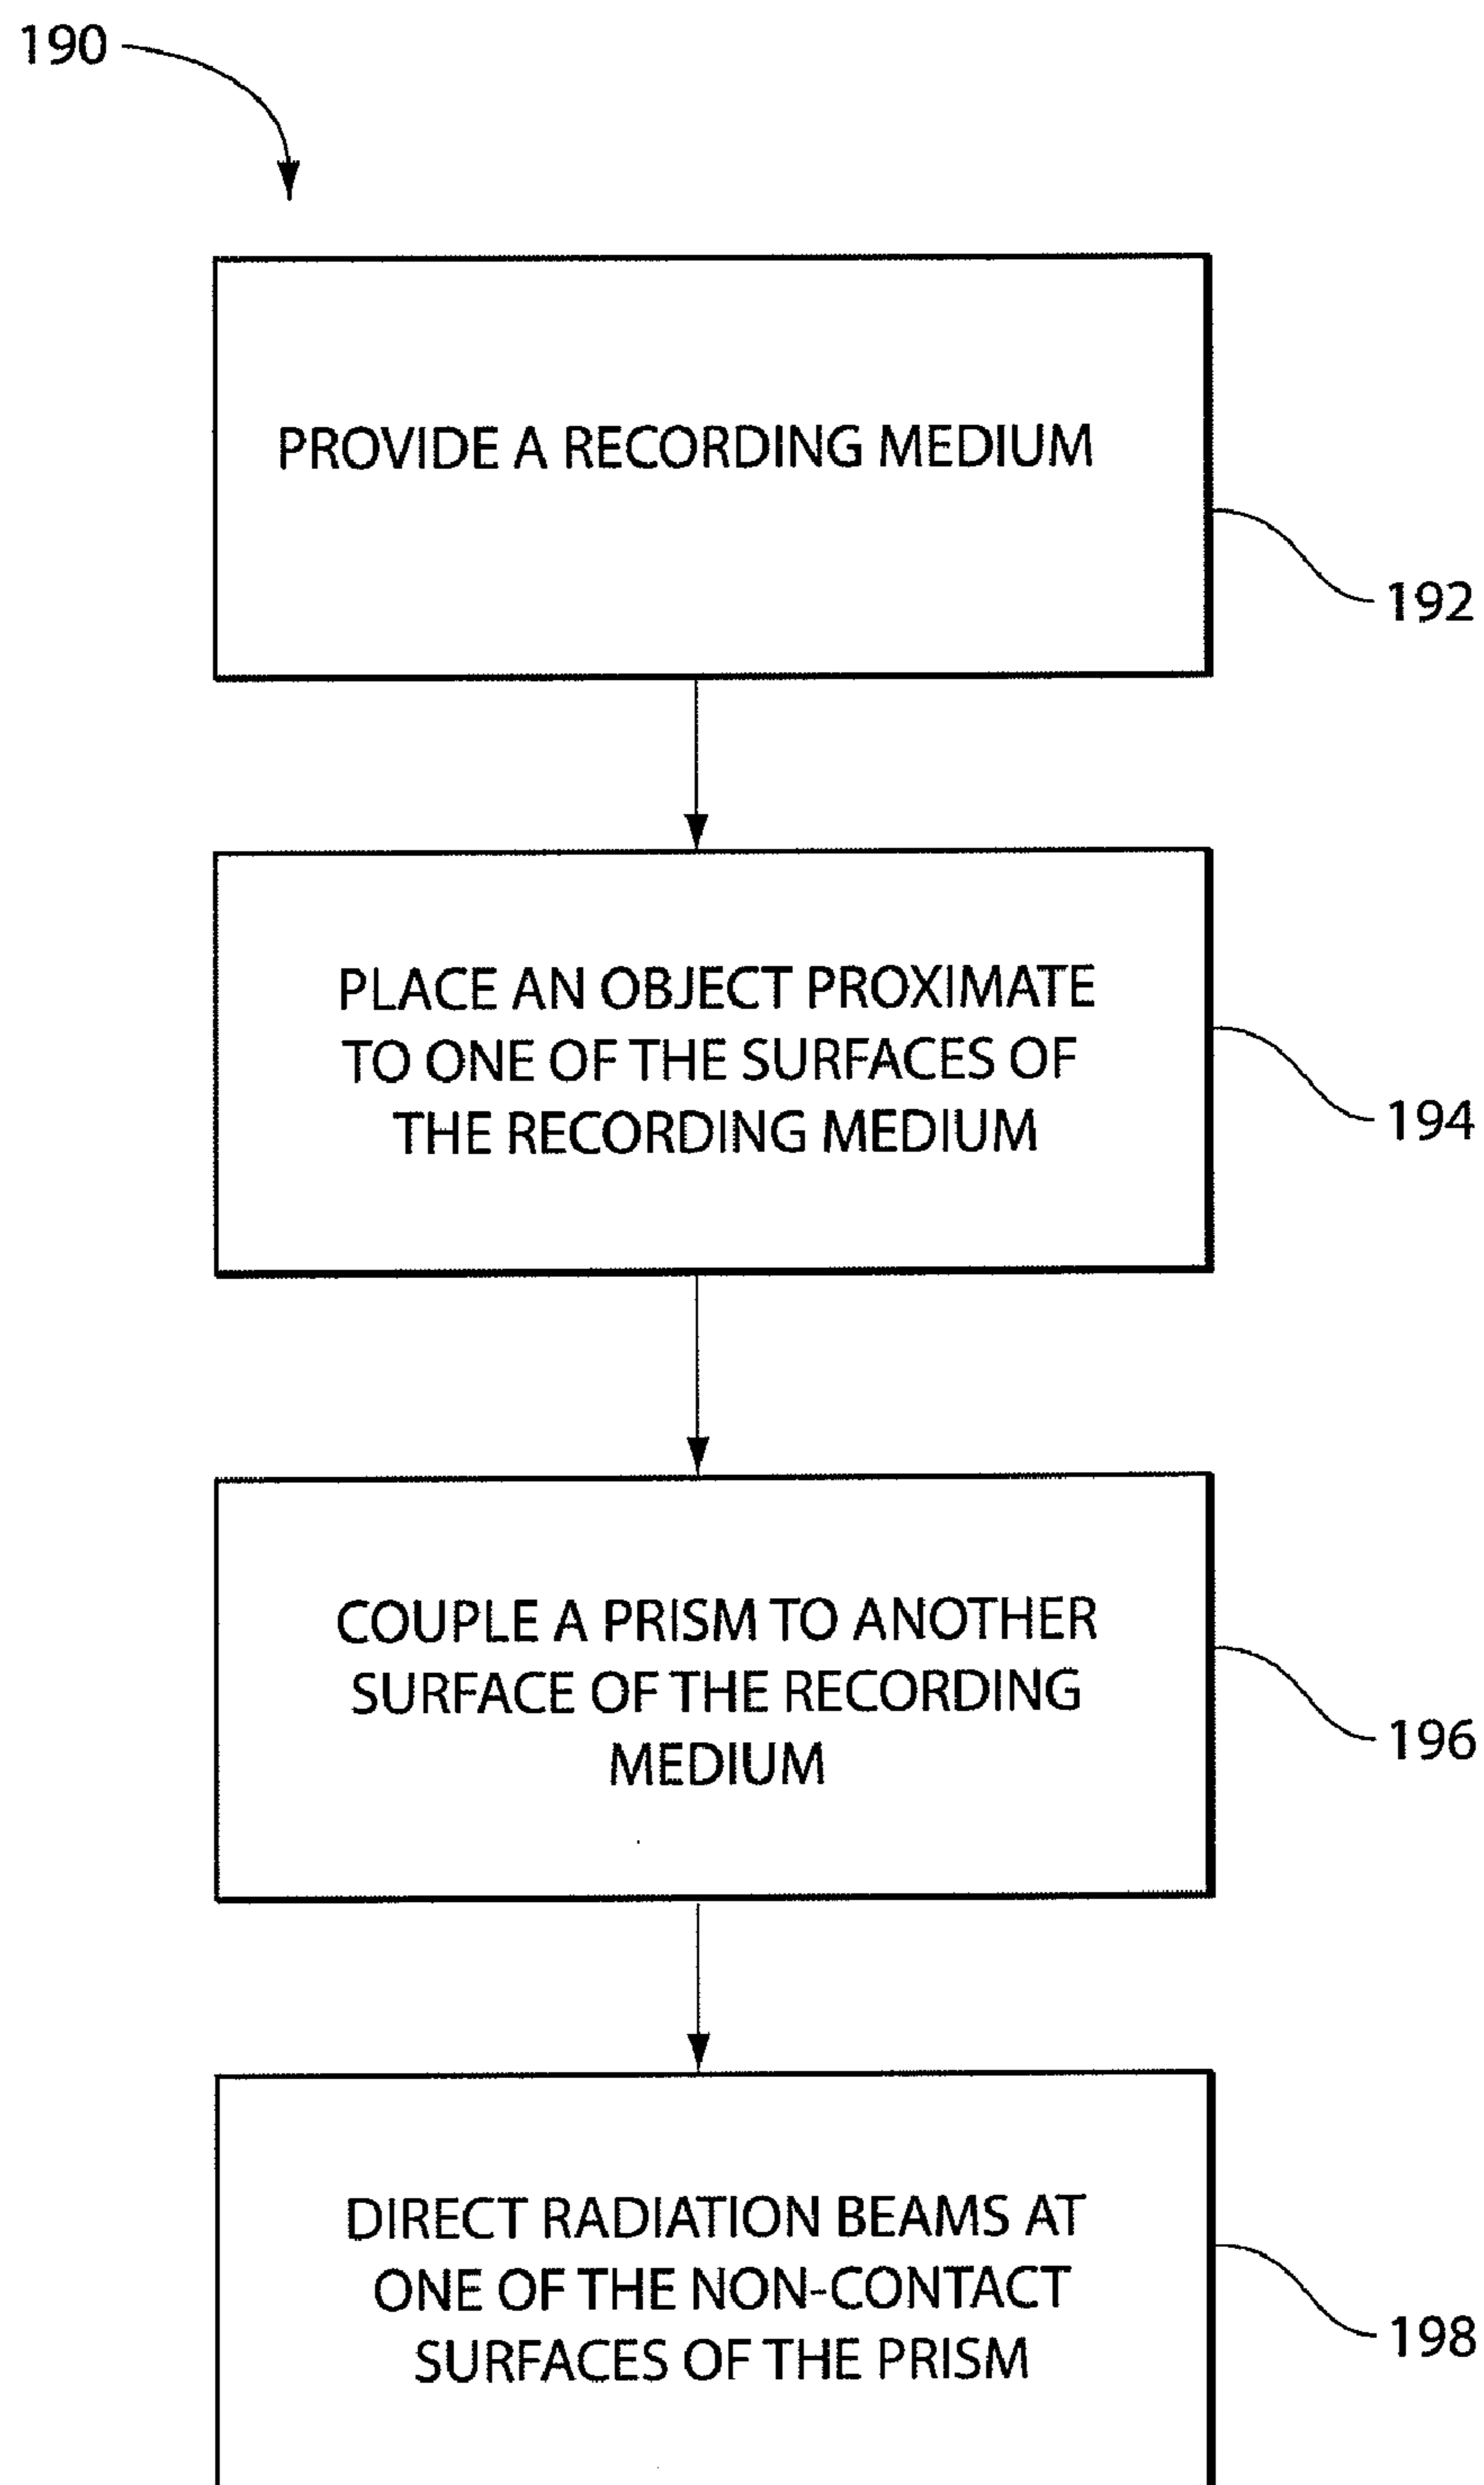 190
PROVIDE A RECORDING MEDIUM
192
PLACE AN OBJECT PROXIMATE
TO ONE OF THE SURFACES OF
THE RECORDING MEDIUM
194
COUPLE A PRISM TO ANOTHER
SURFACE OF THE RECORDING
MEDIUM
196
DIRECT RADIATION BEAMS AT
ONE OF THE NON-CONTACT
SURFACES OF THE PRISM
198